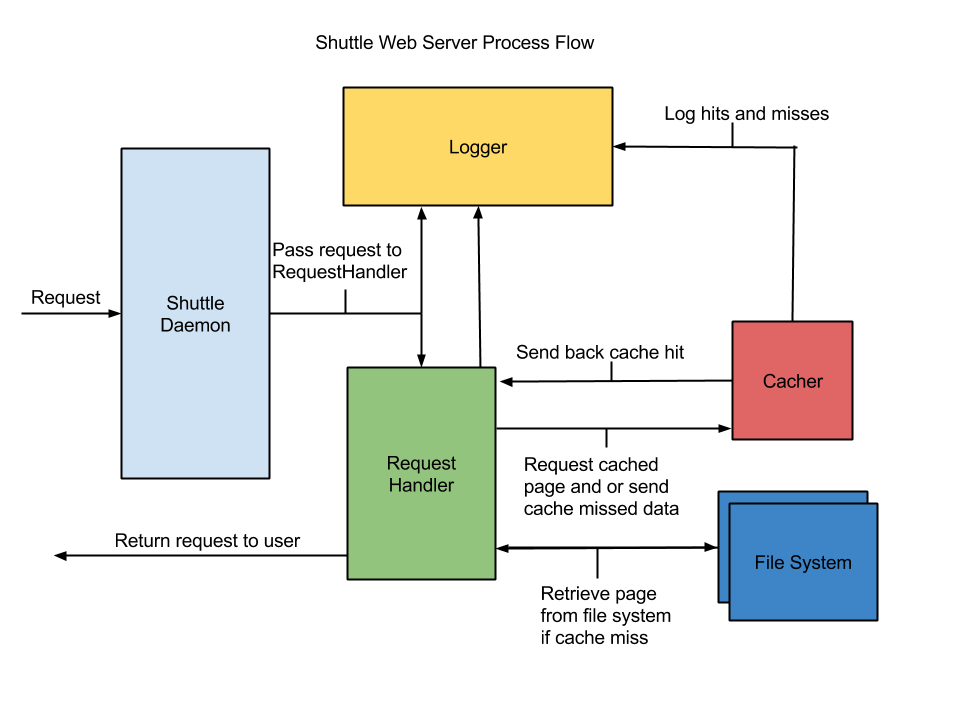 Shuttle Web Server Process Flow
Log hits and misses
Logger
Pass request to
RequestHandler
Request
Shuttle
Daemon
Send back cache hit
Cacher
Request
Handler
Request cached
page and or send
cache missed data
Return request to user
File System
Retrieve page
from file system
if cache miss